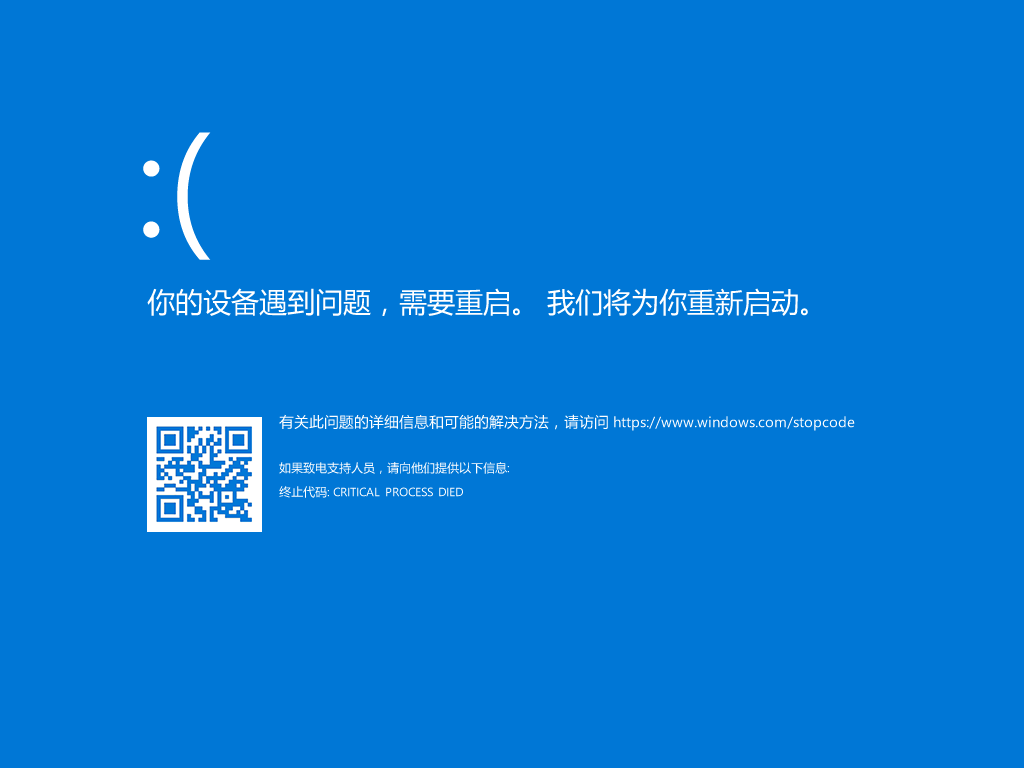 :(
你的设备遇到问题，需要重启。 我们将为你重新启动。
有关此问题的详细信息和可能的解决方法，请访问 https://www.windows.com/stopcode
如果致电支持人员，请向他们提供以下信息:
终止代码: CRITICAL PROCESS DIED